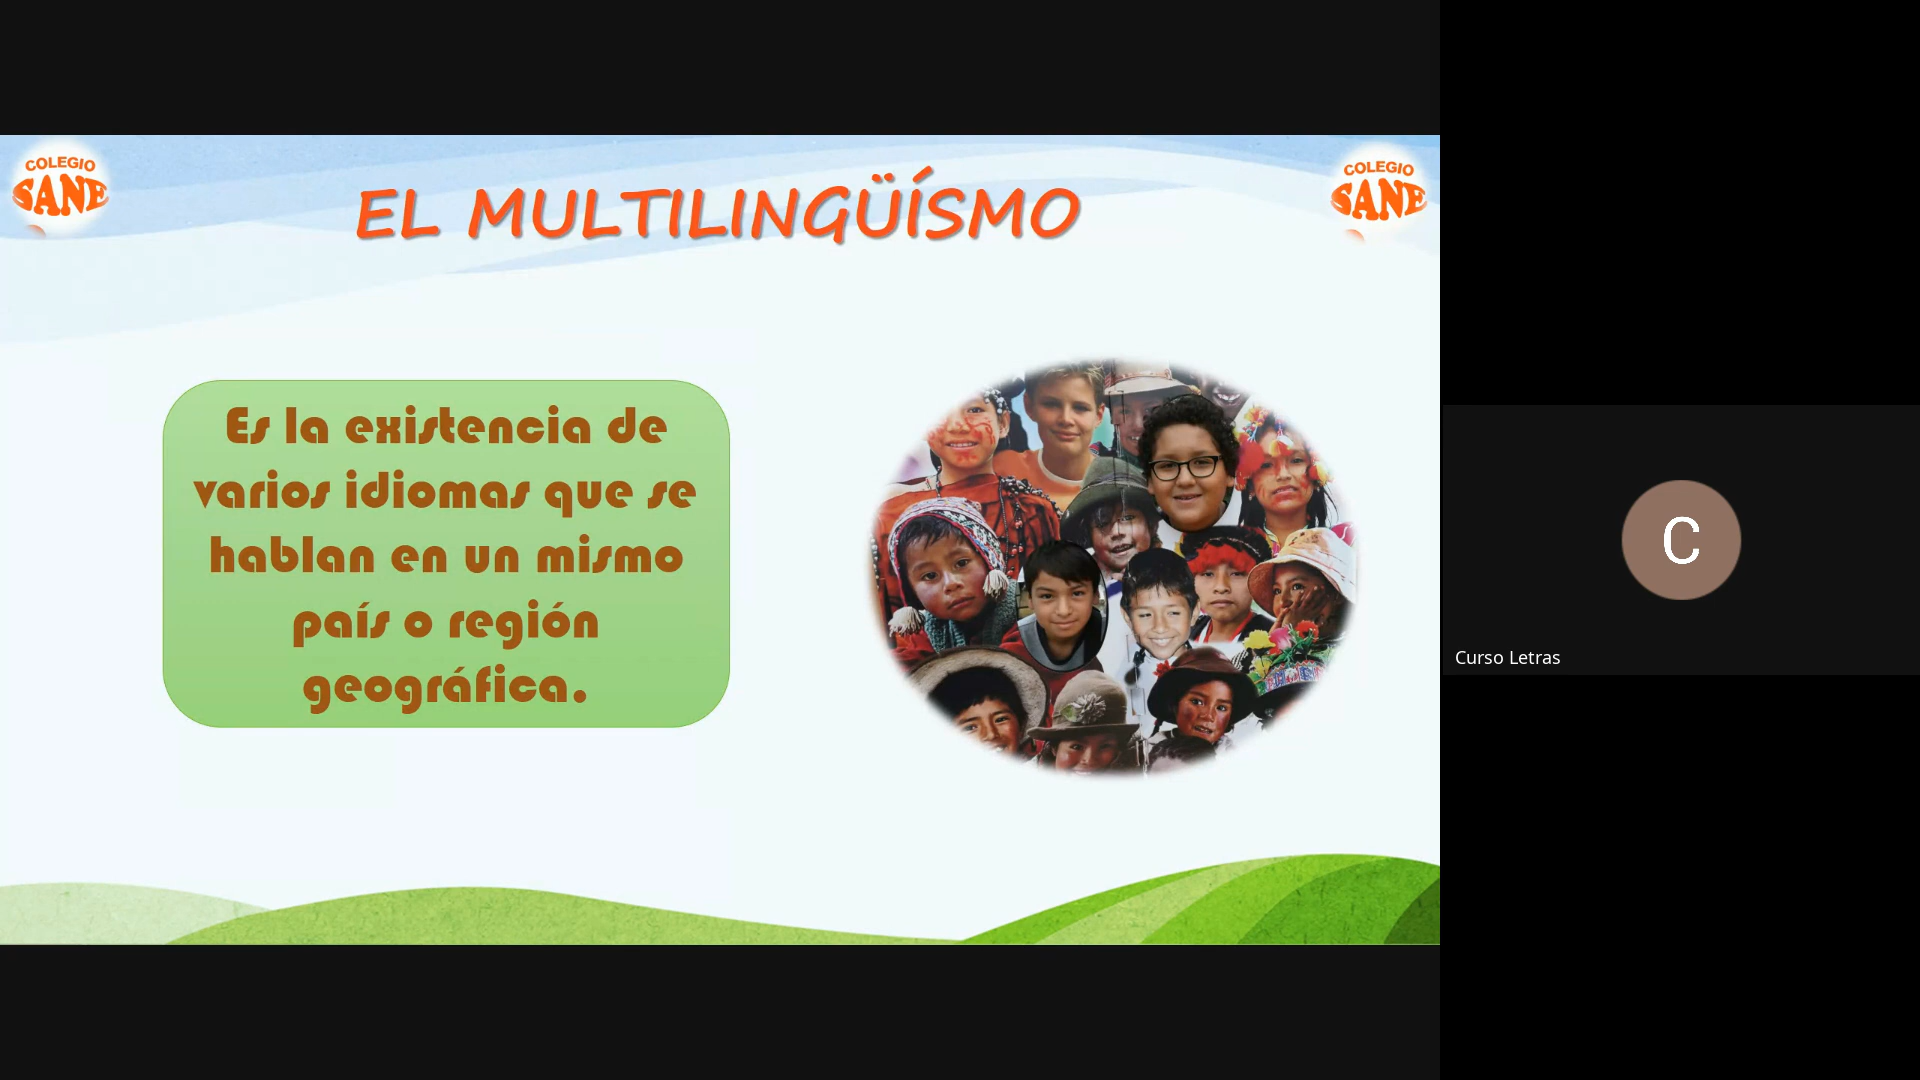 COLEGIO
SANE
COLEGIO
SANE
EL MULTILINGÜÍSMO
Es la existencia de
varios idiomas que se
hablan en un mismo
país o región
geográfica.
C
Curso Letras